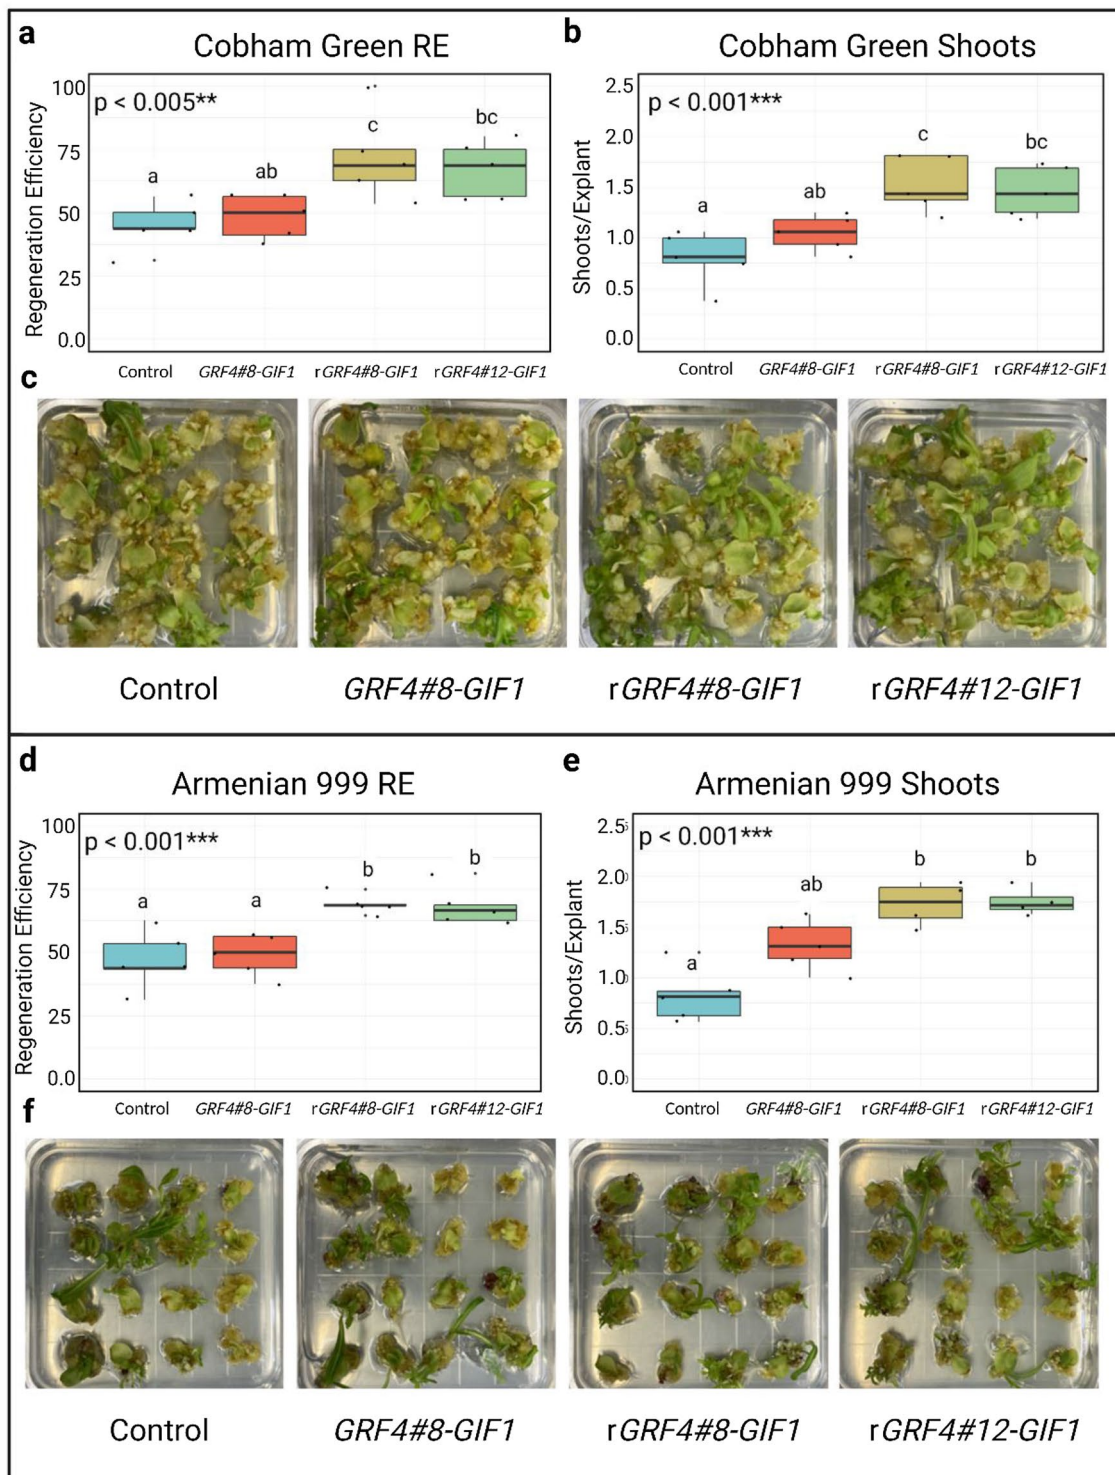 a
Cobham Green RE
Regeneration Efficiency
100
75
50
25
0.0
p < 0.005**
a
ab
c
bc
Control
GRF4#8-GIF1
rGRF4#8-GIF1
rGRF4#12-GIF1
b
Cobham Green Shoots
Shoots/Explant
2.5
2.0
1.5
1.0
0.5
0.0
p < 0.001***
a
ab
c
bc
Control
GRF4#8-GIF1
rGRF4#8-GIF1
rGRF4#12-GIF1
c
Control
GRF4#8-GIF1
rGRF4#8-GIF1
rGRF4#12-GIF1
d
Armenian 999 RE
Regeneration Efficiency
100
75
50
25
0.0
p < 0.001***
a
a
b
b
Control
GRF4#8-GIF1
rGRF4#8-GIF1
rGRF4#12-GIF1
e
Armenian 999 Shoots
Shoots/Explant
2.5
2.0
1.5
1.0
0.5
0.0
p < 0.001***
a
ab
b
b
Control
GRF4#8-GIF1
rGRF4#8-GIF1
rGRF4#12-GIF1
f
Control
GRF4#8-GIF1
rGRF4#8-GIF1
rGRF4#12-GIF1